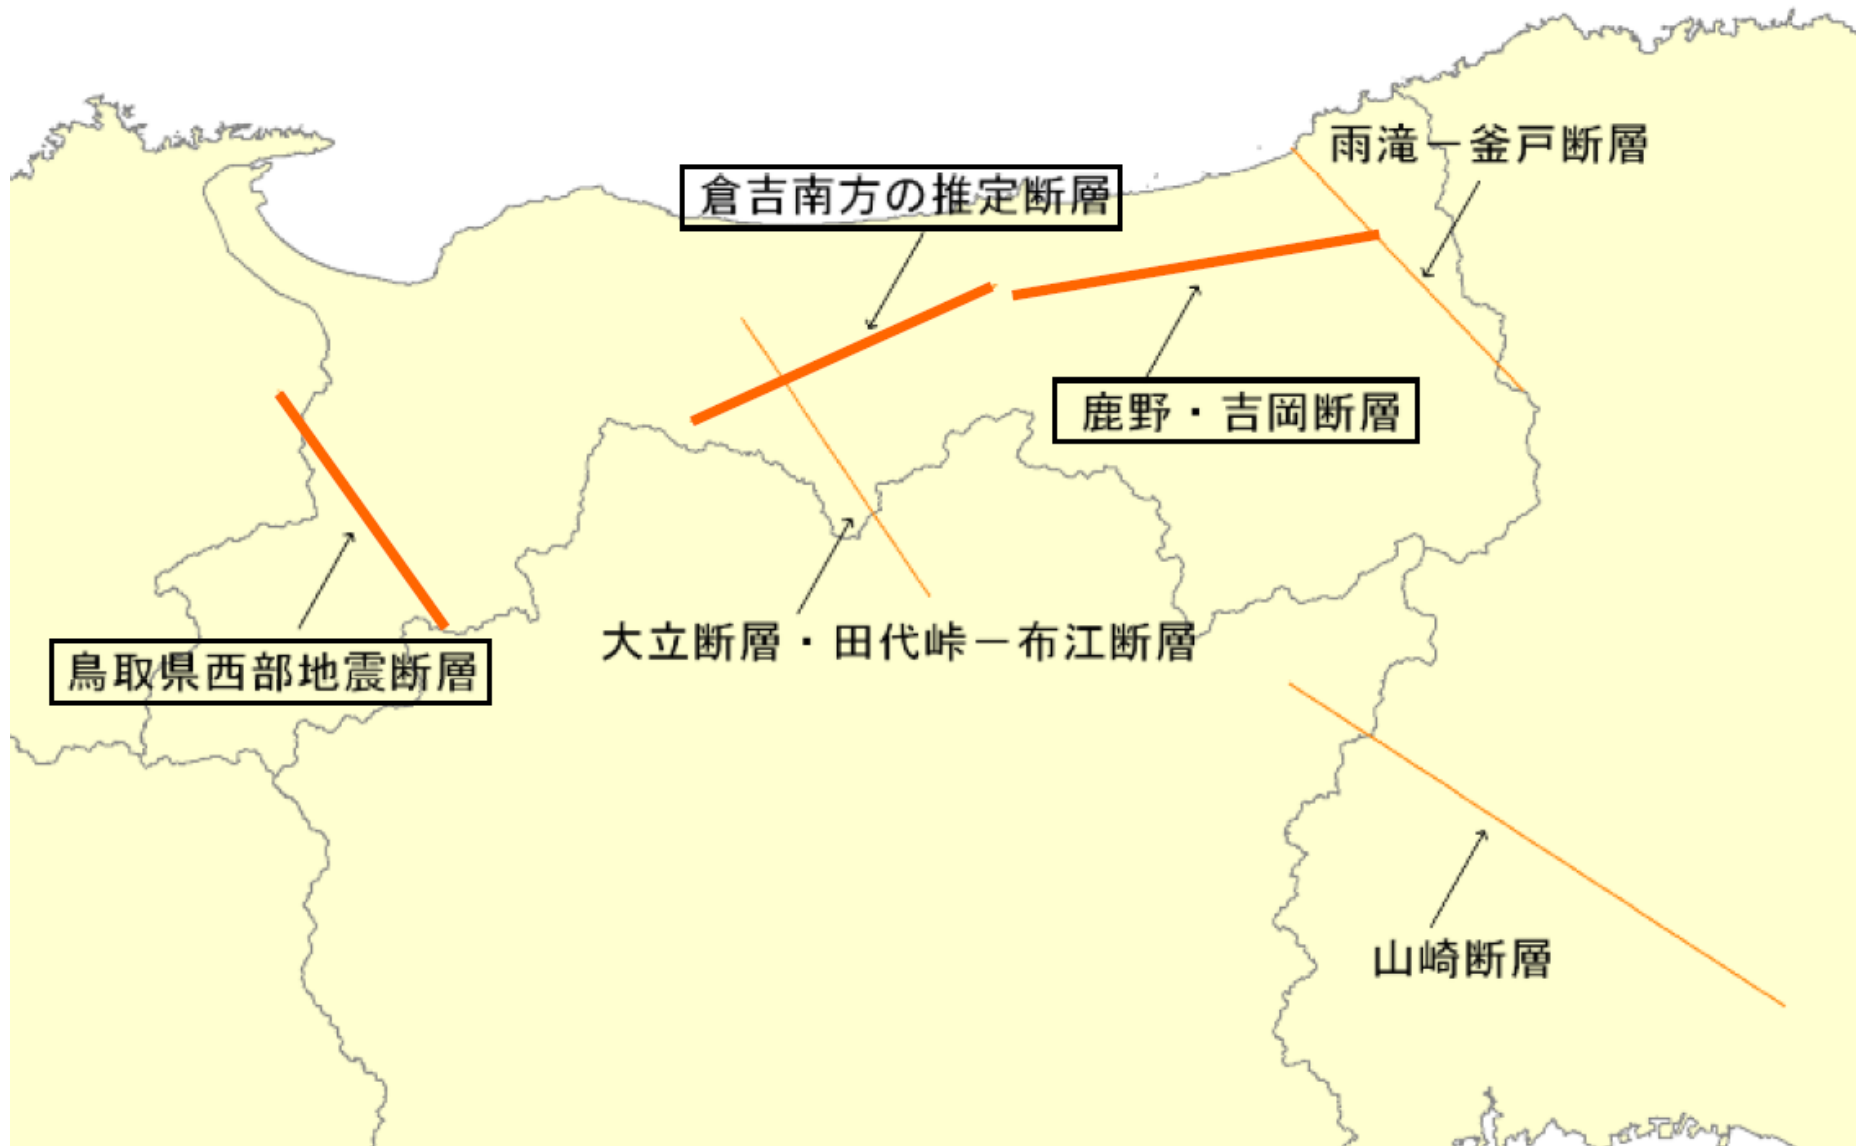 雨滝－釜戸断層
倉吉南方の推定断層
鹿野・吉岡断層
大立断層・田代峠－布江断層
鳥取県西部地震断層
山崎断層